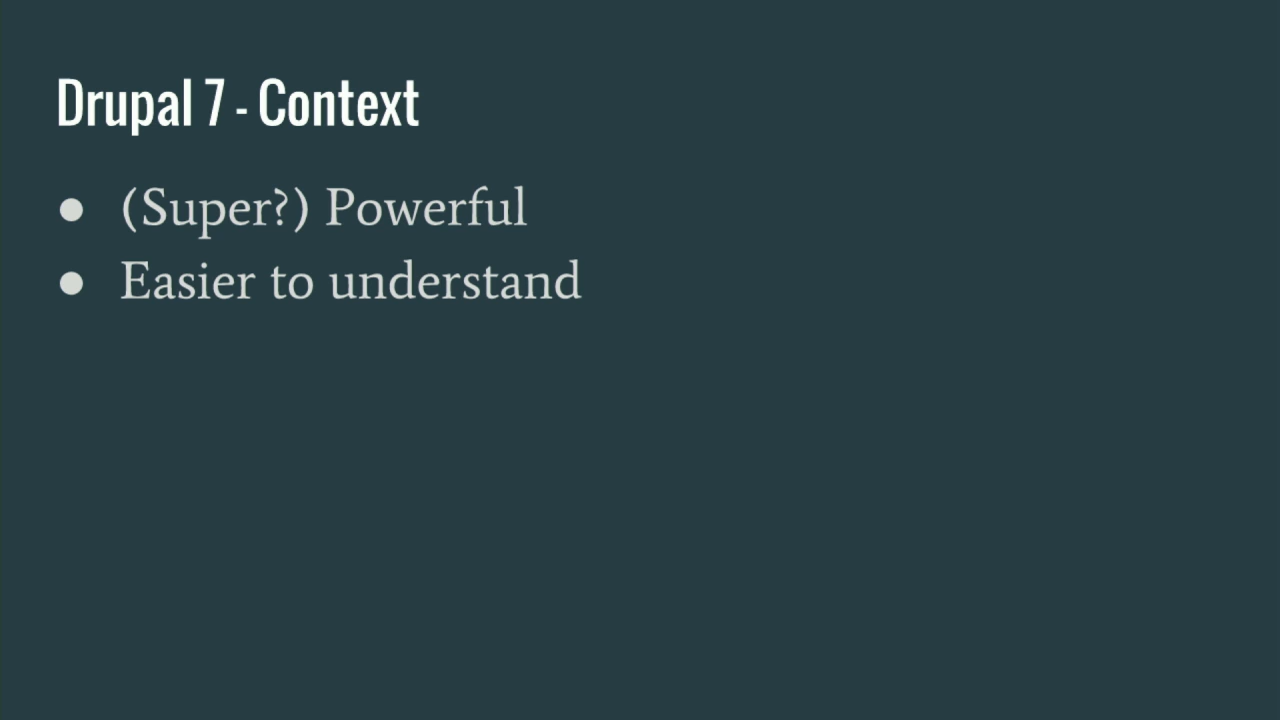 Drupal 7 - Context
● (Super?) Powerful
● Easier to understand